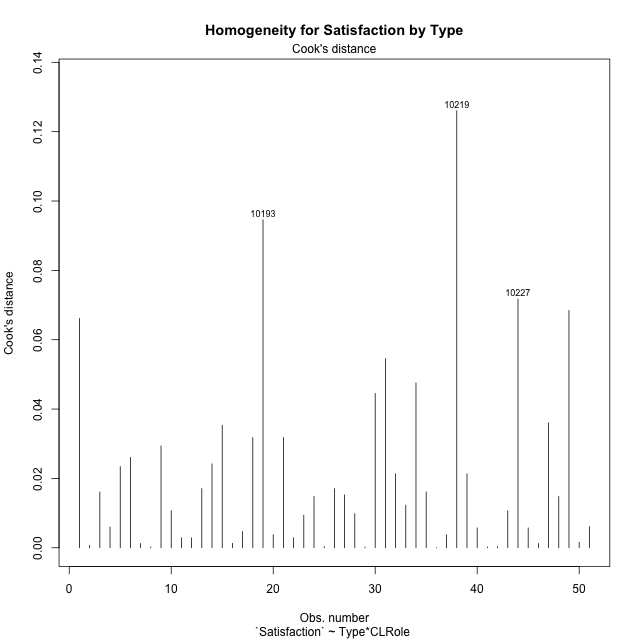 Homogeneity for Satisfaction by Type
Cook's distance
0.14
0.12
0.10
0.08
0.06
0.04
0.02
0.00
Cook's distance
10193
10219
10227
0 10 20 30 40 50
Obs. number
`Satisfaction` ~ Type*CLRole